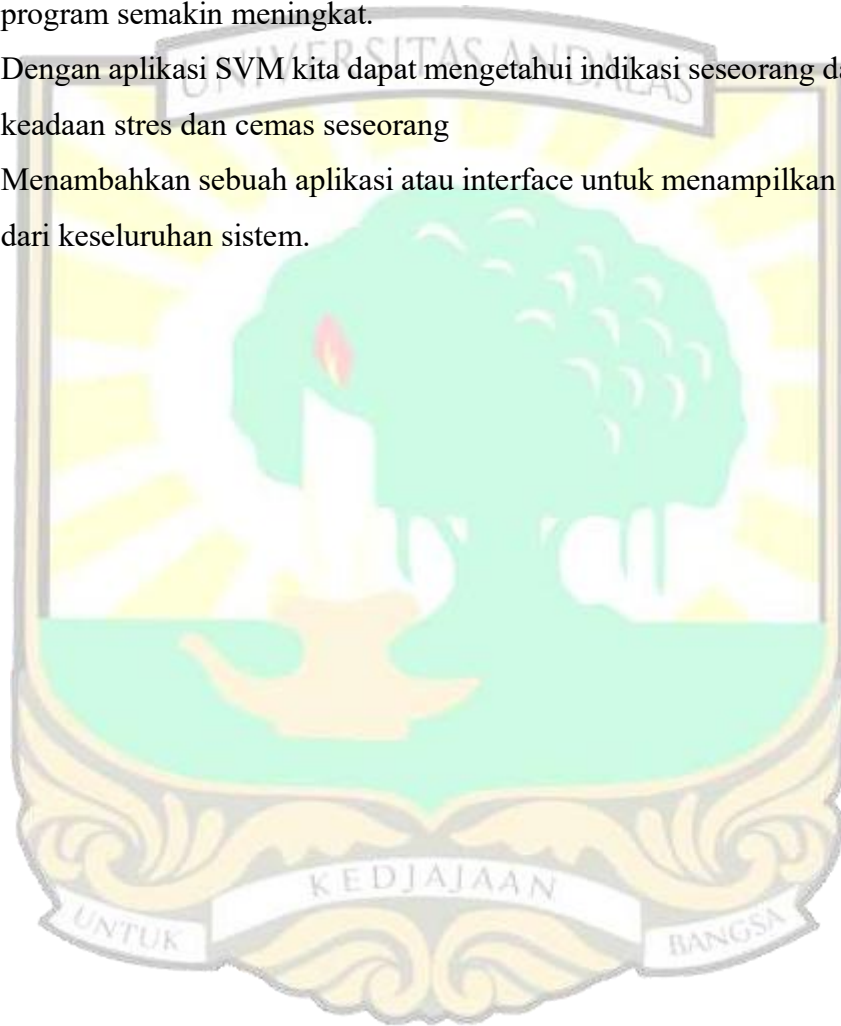 program semakin meningkat.
UNIVERSITAS ANDALAS
Dengan aplikasi SVM kita dapat mengetahui indikasi seseorang
keadaan stres dan cemas seseorang
Menambahkan sebuah aplikasi atau interface untuk menampilkan
dari keseluruhan sistem.
KEDJAJAAN
UNTUK
BANGSA